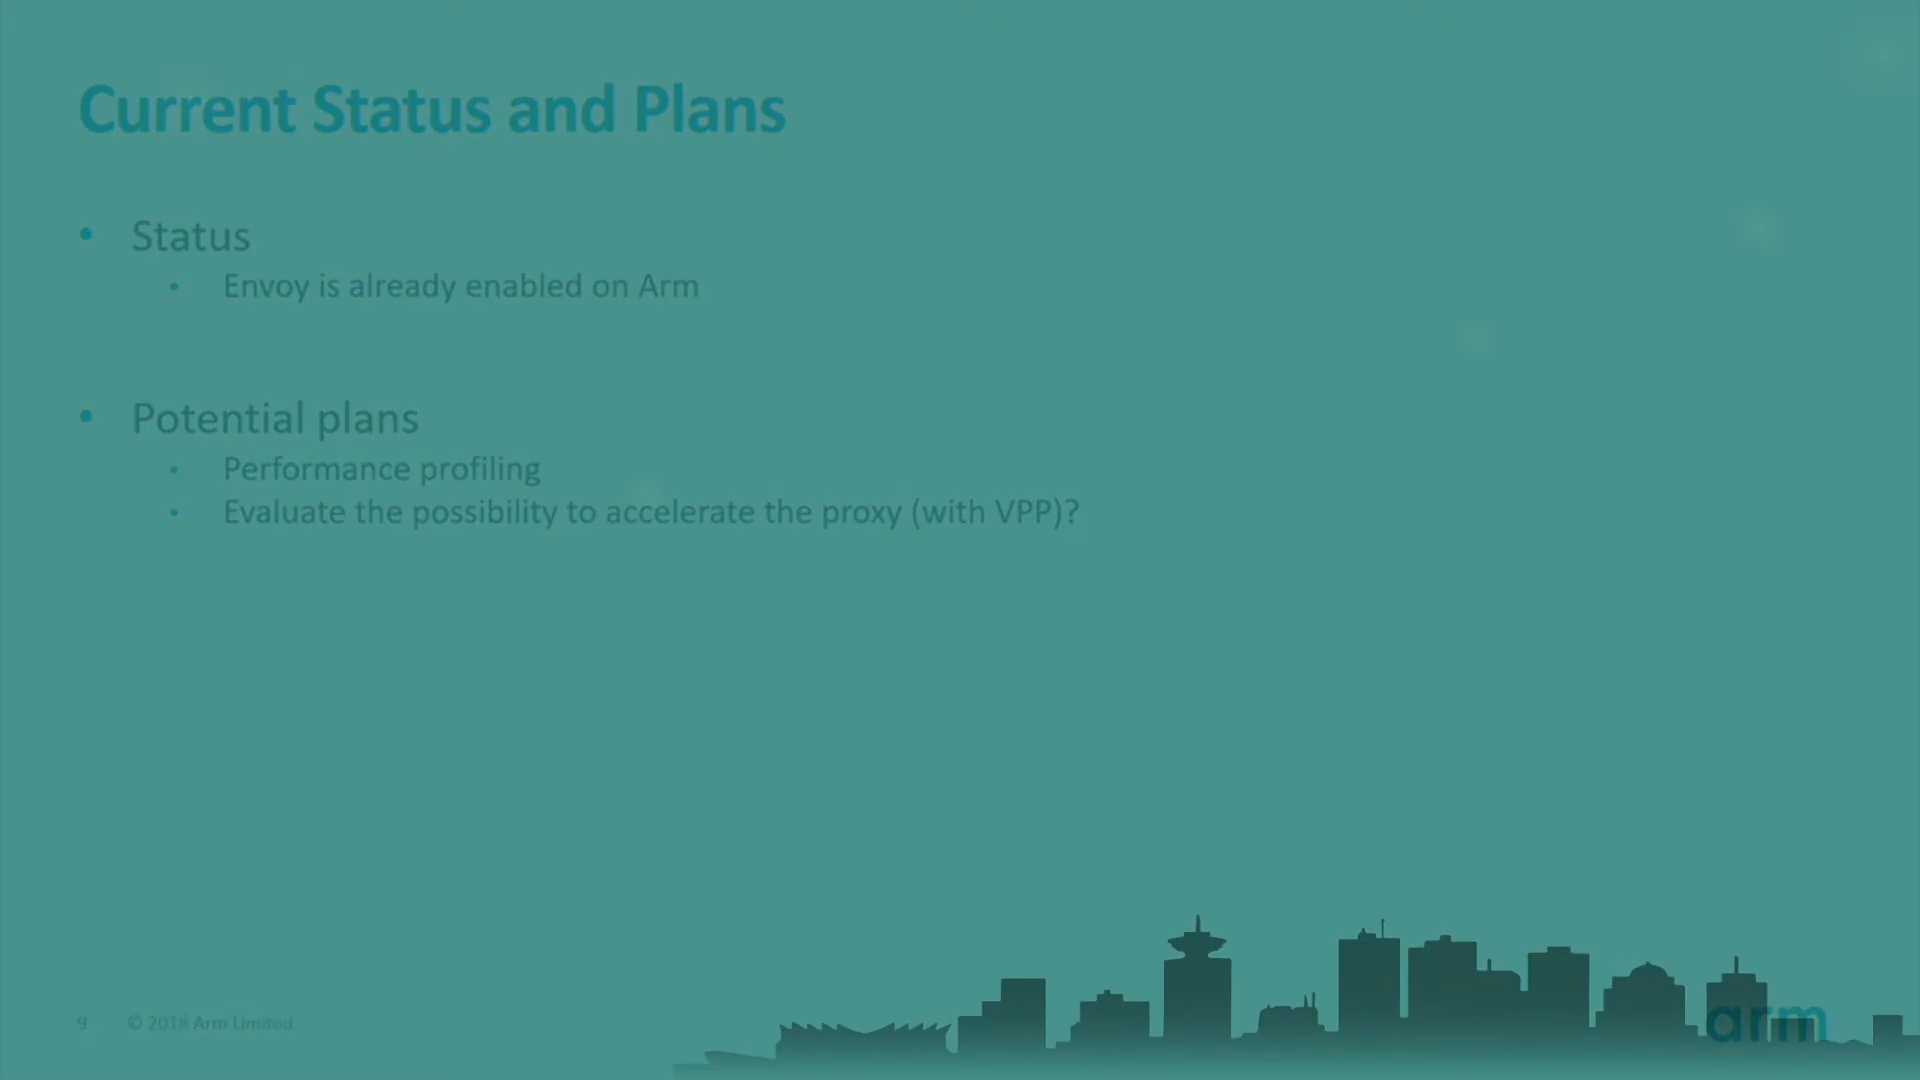 Current Status and Plans
• Status
• Envoy is already enabled on Arm
• Potential plans
• Performance profiling
• Evaluate the possibility to accelerate the proxy (with VPP)?
9 © 2018 Arm Limited
arm